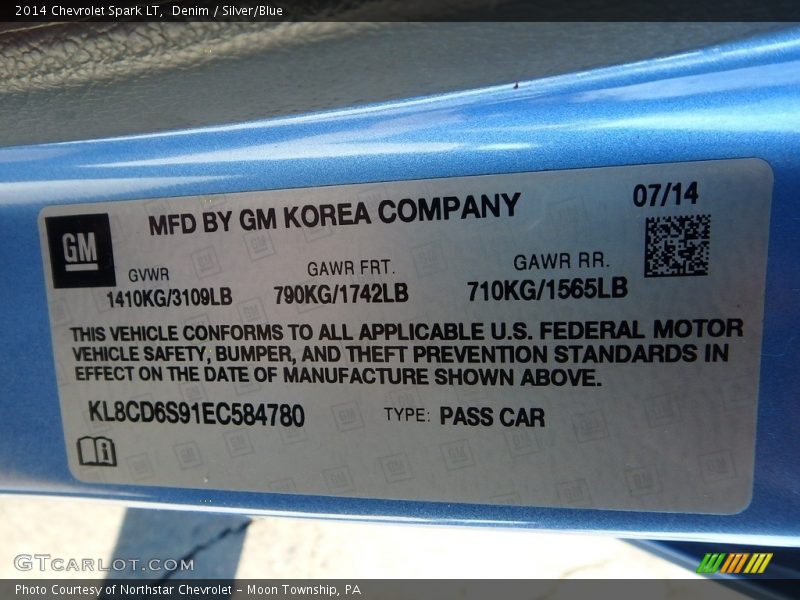 2014 Chevrolet Spark LT, Denim / Silver/Blue
MFD BY GM KOREA COMPANY
07/14
GM
GVWR
GAWR FRT.
GAWR RR.
1410KG/3109LB
790KG/1742LB
710KG/1565LB
THIS VEHICLE CONFORMS TO ALL APPLICABLE U.S. FEDERAL MOTOR
VEHICLE SAFETY, BUMPER, AND THEFT PREVENTION STANDARDS IN
EFFECT ON THE DATE OF MANUFACTURE SHOWN ABOVE.
KL8CD6S91EC584780
TYPE: PASS CAR
GTCARLOT.COM
Photo Courtesy of Northstar Chevrolet - Moon Township, PA